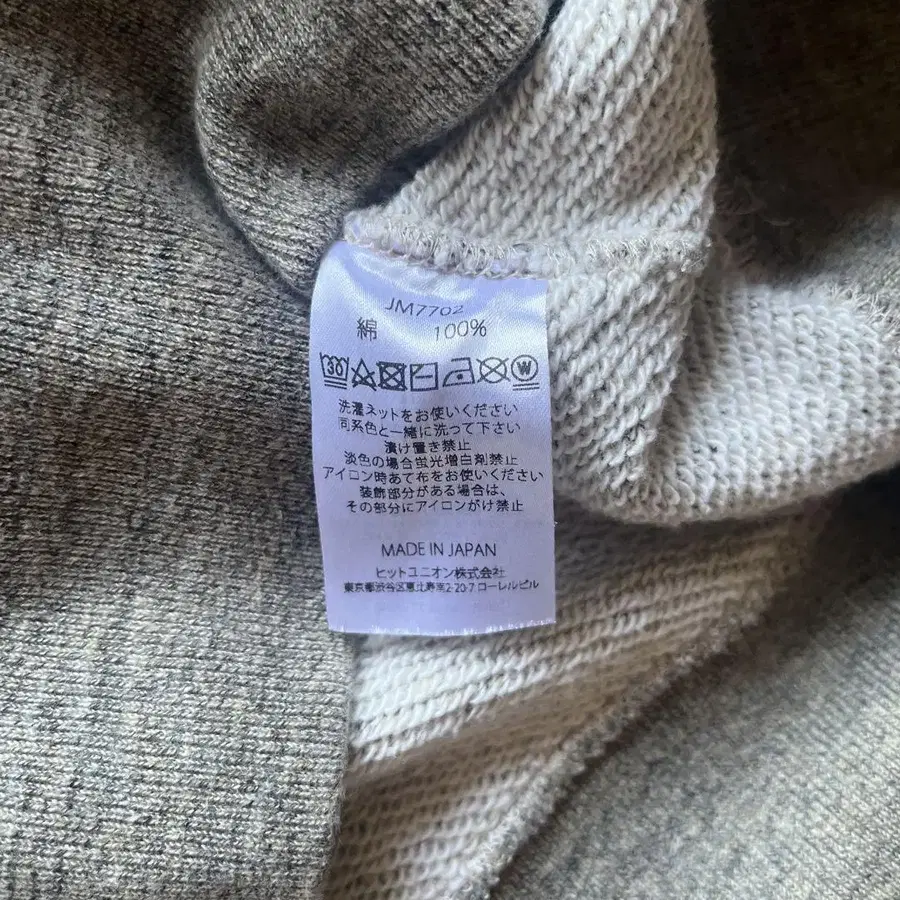 JM7702
綿 100%
30 W
洗濯ネットをお使いください
同系色と一緒に洗って下さい
漬け置き禁止
淡色の場合蛍光増白剤禁止
アイロン時あて布をお使いください
装飾部分がある場合は、
その部分にアイロンがけ禁止
MADE IN JAPAN
ヒットユニオン株式会社
東京都渋谷区恵比寿南2-20-7 ローレルビル